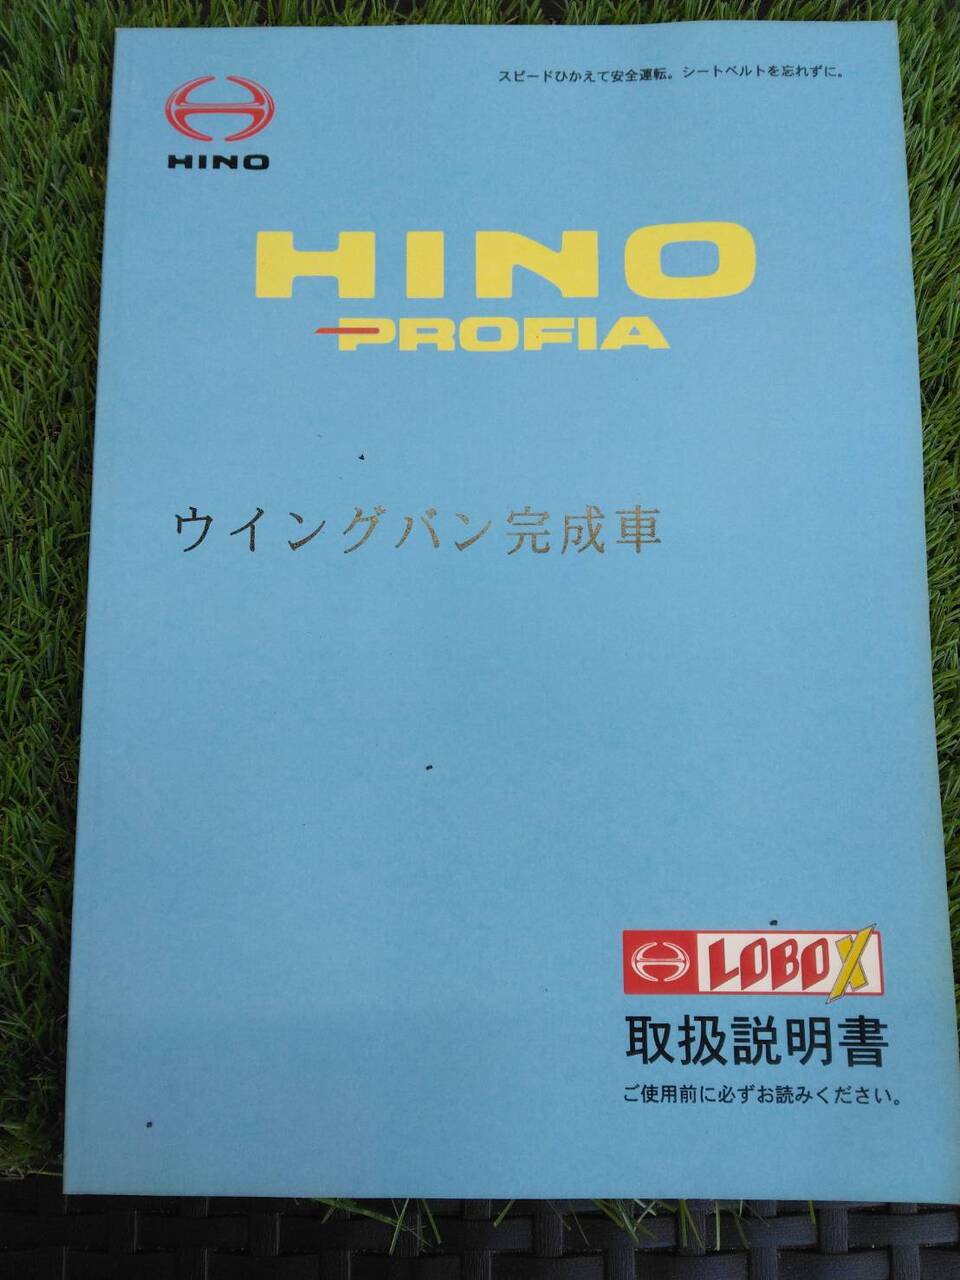 スピードひかえて安全運転。シートベルトを忘れずに。
HINO
HINO
PROFIA
ウイングバン完成車
LOBOX
取扱説明書
ご使用前に必ずお読みください。